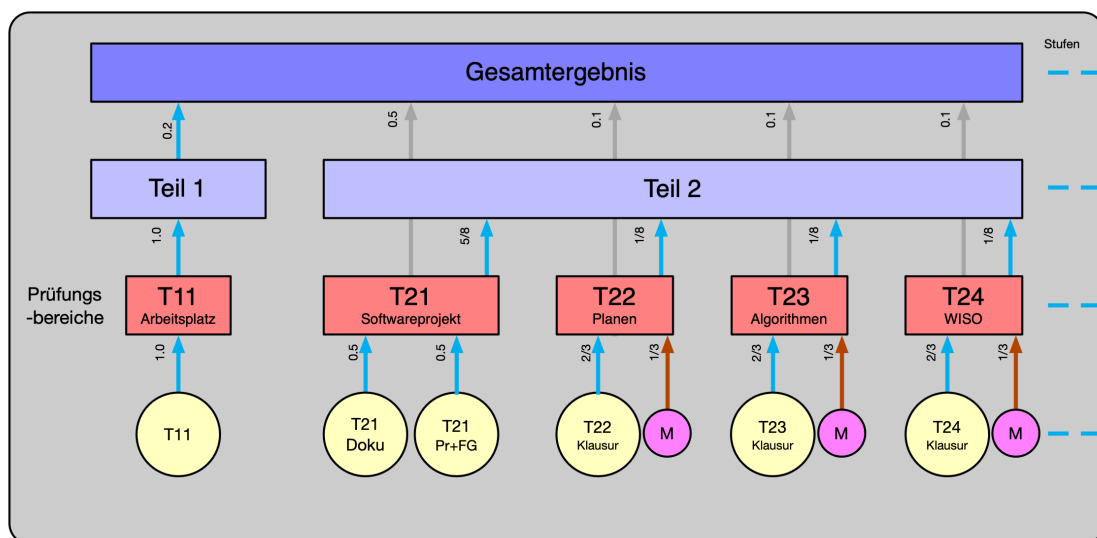 Stufen
Gesamtergebnis
0.2
0.5
0.1
0.1
0.1
Teil 1
Teil 2
1.0
5/8
1/8
1/8
1/8
Prüfungs
-bereiche
T11
Arbeitsplatz
T21
Softwareprojekt
T22
Planen
T23
Algorithmen
T24
WISO
1.0
0.5
0.5
2/3
1/3
2/3
1/3
2/3
1/3
T11
T21
Doku
T21
Pr+FG
T22
Klausur
M
T23
Klausur
M
T24
Klausur
M